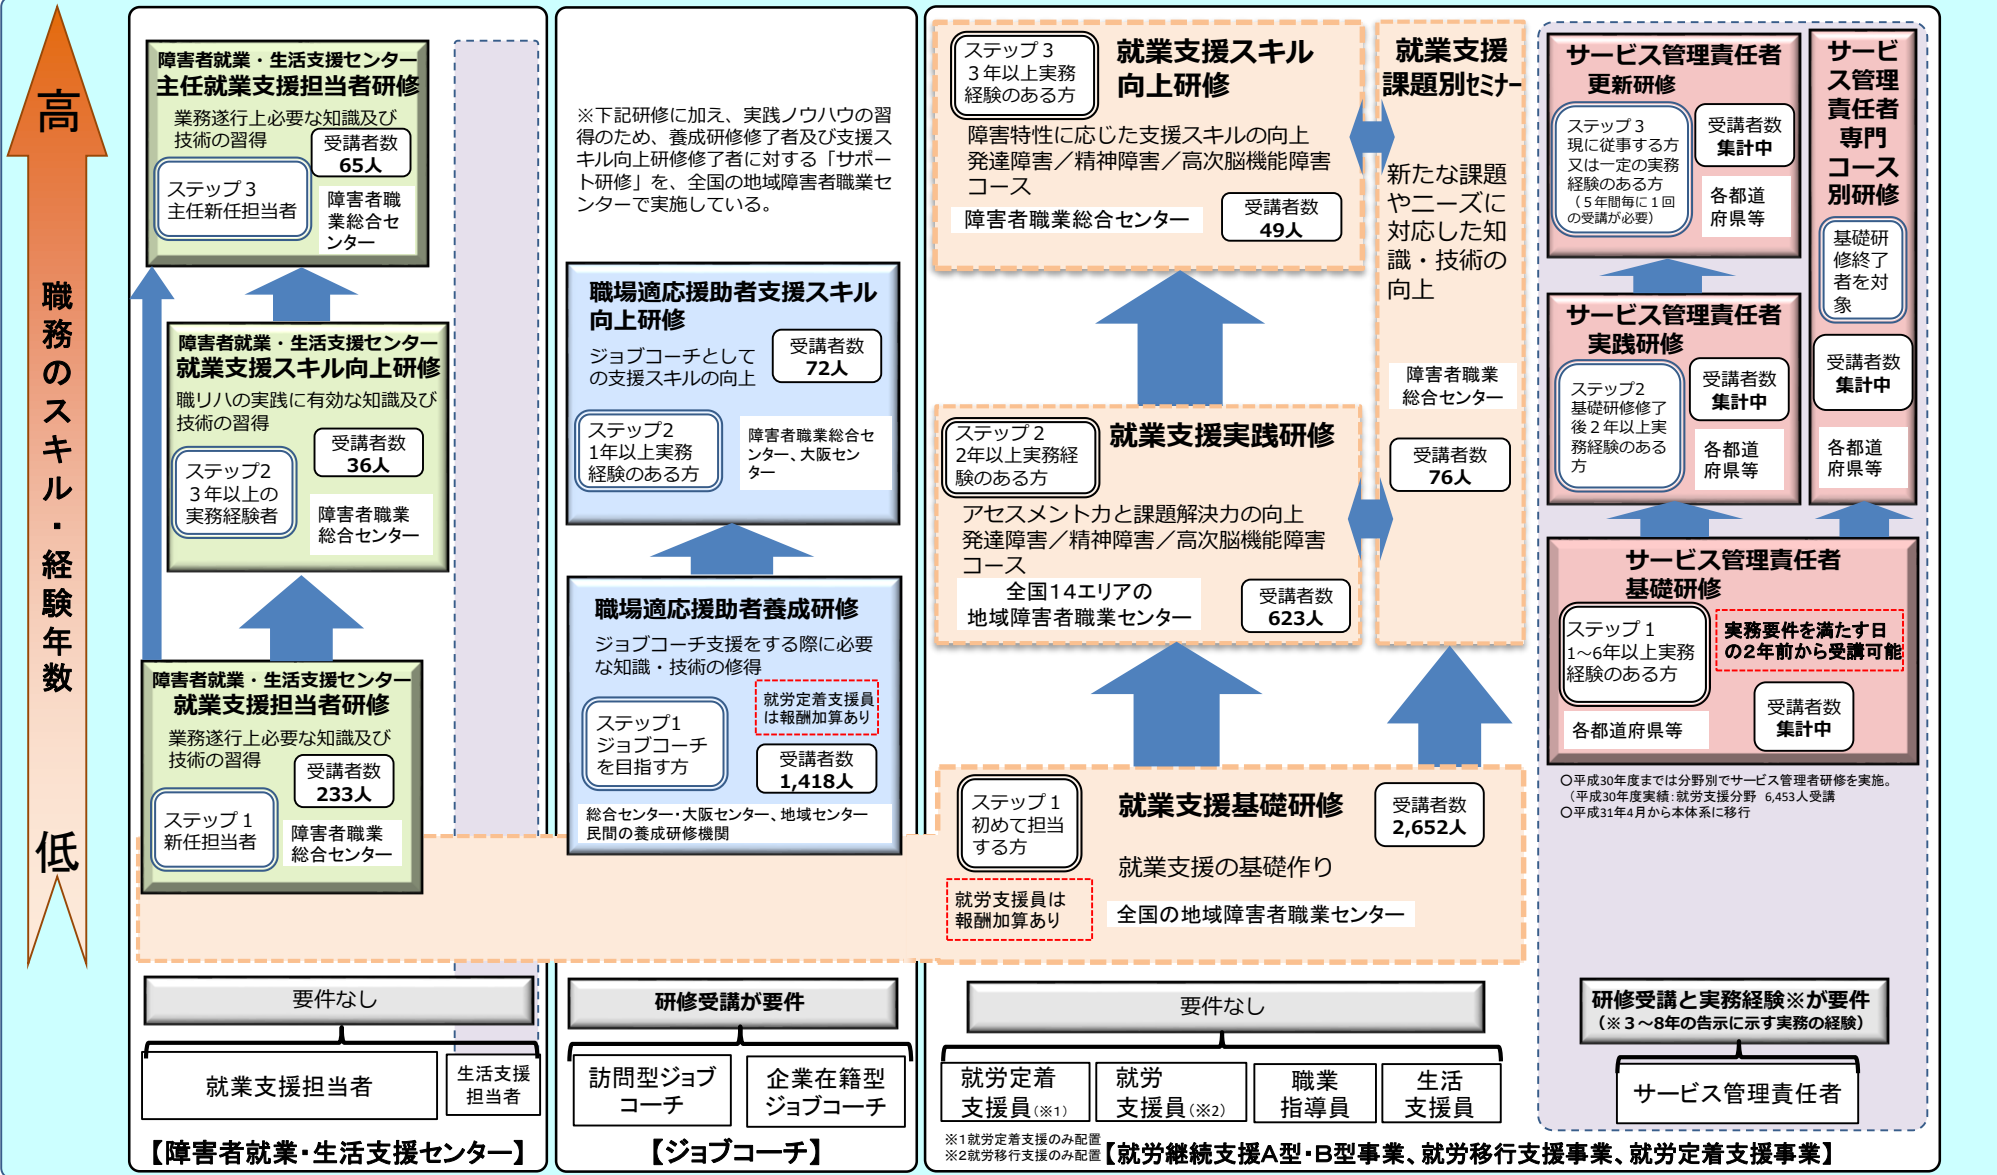 高
職務のスキル・経験年数
低
障害者就業・生活支援センター
主任就業支援担当者研修
業務遂行上必要な知識及び
技術の習得
受講者数
65人
ステップ３
主任新任担当者
障害者職
業総合セ
ンター
障害者就業・生活支援センター
就業支援スキル向上研修
職リハの実践に有効な知識及び
技術の習得
受講者数
36人
ステップ2
３年以上の
実務経験者
障害者職業
総合センター
障害者就業・生活支援センター
就業支援担当者研修
業務遂行上必要な知識及び
技術の習得
受講者数
233人
ステップ１
新任担当者
障害者職業
総合センター
要件なし
就業支援担当者
生活支援
担当者
【障害者就業・生活支援センター】
※下記研修に加え、実践ノウハウの習
得のため、養成研修修了者及び支援ス
キル向上研修修了者に対する「サポー
ト研修」を、全国の地域障害者職業セ
ンターで実施している。
職場適応援助者支援スキル
向上研修
ジョブコーチとして
の支援スキルの向上
受講者数
72人
ステップ2
1年以上実務
経験のある方
障害者職業総合セ
ンター、大阪セン
ター
職場適応援助者養成研修
ジョブコーチ支援をする際に必要
な知識・技術の修得
就労定着支援員
は報酬加算あり
ステップ1
ジョブコーチ
を目指す方
受講者数
1,418人
総合センター・大阪センター、地域センター
民間の養成研修機関
研修受講が要件
訪問型ジョブ
コーチ
企業在籍型
ジョブコーチ
【ジョブコーチ】
ステップ３
３年以上実務
経験のある方
就業支援スキル
向上研修
障害特性に応じた支援スキルの向上
発達障害／精神障害／高次脳機能障害
コース
障害者職業総合センター
受講者数
49人
就業支援
課題別セミナー
新たな課題
やニーズに
対応した知
識・技術の
向上
障害者職業
総合センター
受講者数
76人
ステップ２
2年以上実務経
験のある方
就業支援実践研修
アセスメント力と課題解決力の向上
発達障害／精神障害／高次脳機能障害
コース
全国14エリアの
地域障害者職業センター
受講者数
623人
ステップ１
初めて担当
する方
就業支援基礎研修
受講者数
2,652人
就業支援の基礎作り
就労支援員は
報酬加算あり
全国の地域障害者職業センター
要件なし
就労定着
支援員(※1)
就労
支援員(※2)
職業
指導員
生活
支援員
※1就労定着支援のみ配置
※2就労移行支援のみ配置
【就労継続支援A型・B型事業、就労移行支援事業、就労定着支援事業】
サービス管理責任者
更新研修
ステップ３
現に従事する方
又は一定の実務
経験のある方
（５年間毎に１回
の受講が必要）
受講者数
集計中
各都道
府県等
サービ
ス管理
責任者
専門
コース
別研修
基礎研
修終了
者を対
象
受講者数
集計中
各都道
府県等
サービス管理責任者
実践研修
ステップ2
基礎研修修了
後２年以上実
務経験のある
方
受講者数
集計中
各都道
府県等
サービス管理責任者
基礎研修
ステップ１
1～6年以上実務
経験のある方
実務要件を満たす日
の2年前から受講可能
受講者数
集計中
各都道府県等
○平成30年度までは分野別でサービス管理者研修を実施。
（平成30年度実績：就労支援分野 6,453人受講
○平成31年4月から本体系に移行
研修受講と実務経験※が要件
（※３～8年の告示に示す実務の経験）
サービス管理責任者